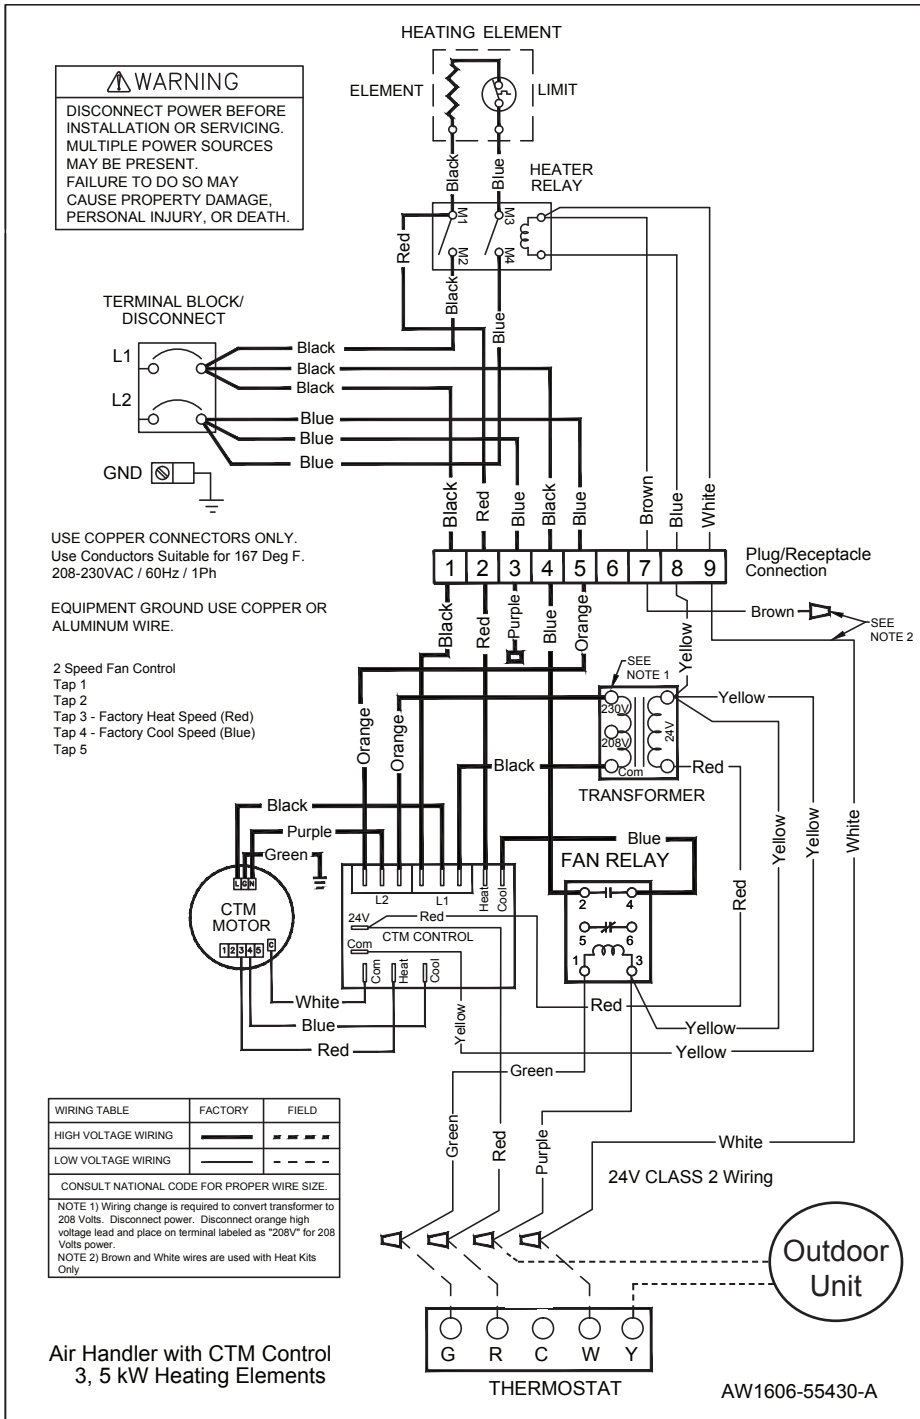 HEATING ELEMENT
ELEMENT
LIMIT
⚠ WARNING
DISCONNECT POWER BEFORE
INSTALLATION OR SERVICING.
MULTIPLE POWER SOURCES
MAY BE PRESENT.
FAILURE TO DO SO MAY
CAUSE PROPERTY DAMAGE,
PERSONAL INJURY, OR DEATH.
Black
Blue
HEATER
RELAY
M1
M3
M2
M4
Red
Black
Blue
TERMINAL BLOCK/
DISCONNECT
L1
L2
GND
Black
Black
Black
Blue
Blue
Blue
Black
Red
Blue
Black
Blue
Brown
Blue
White
USE COPPER CONNECTORS ONLY.
Use Conductors Suitable for 167 Deg F.
208-230VAC / 60Hz / 1Ph
EQUIPMENT GROUND USE COPPER OR
ALUMINUM WIRE.
1 2 3 4 5 6 7 8 9
Plug/Receptacle
Connection
Black
Red
Purple
Blue
Orange
Brown
Yellow
SEE
NOTE 2
SEE
NOTE 1
2 Speed Fan Control
Tap 1
Tap 2
Tap 3 - Factory Heat Speed (Red)
Tap 4 - Factory Cool Speed (Blue)
Tap 5
Orange
Orange
230V
208V
Com
24V
Yellow
Black
Red
TRANSFORMER
Yellow
Yellow
White
Red
Black
Purple
Green
Blue
FAN RELAY
2 4
5 6
1 3
L G N
CTM
MOTOR
1 2 3 4 5
C
L2
L1
Heat
Cool
24V
Red
CTM CONTROL
Com
Com
Heat
Cool
White
Blue
Red
Yellow
Red
Yellow
Yellow
Green
Green
Red
Purple
White
24V CLASS 2 Wiring
WIRING TABLE FACTORY FIELD
HIGH VOLTAGE WIRING
LOW VOLTAGE WIRING
CONSULT NATIONAL CODE FOR PROPER WIRE SIZE.
NOTE 1) Wiring change is required to convert transformer to
208 Volts. Disconnect power. Disconnect orange high
voltage lead and place on terminal labeled as "208V" for 208
Volts power.
NOTE 2) Brown and White wires are used with Heat Kits
Only
Outdoor
Unit
G R C W Y
THERMOSTAT
Air Handler with CTM Control
3, 5 kW Heating Elements
AW1606-55430-A